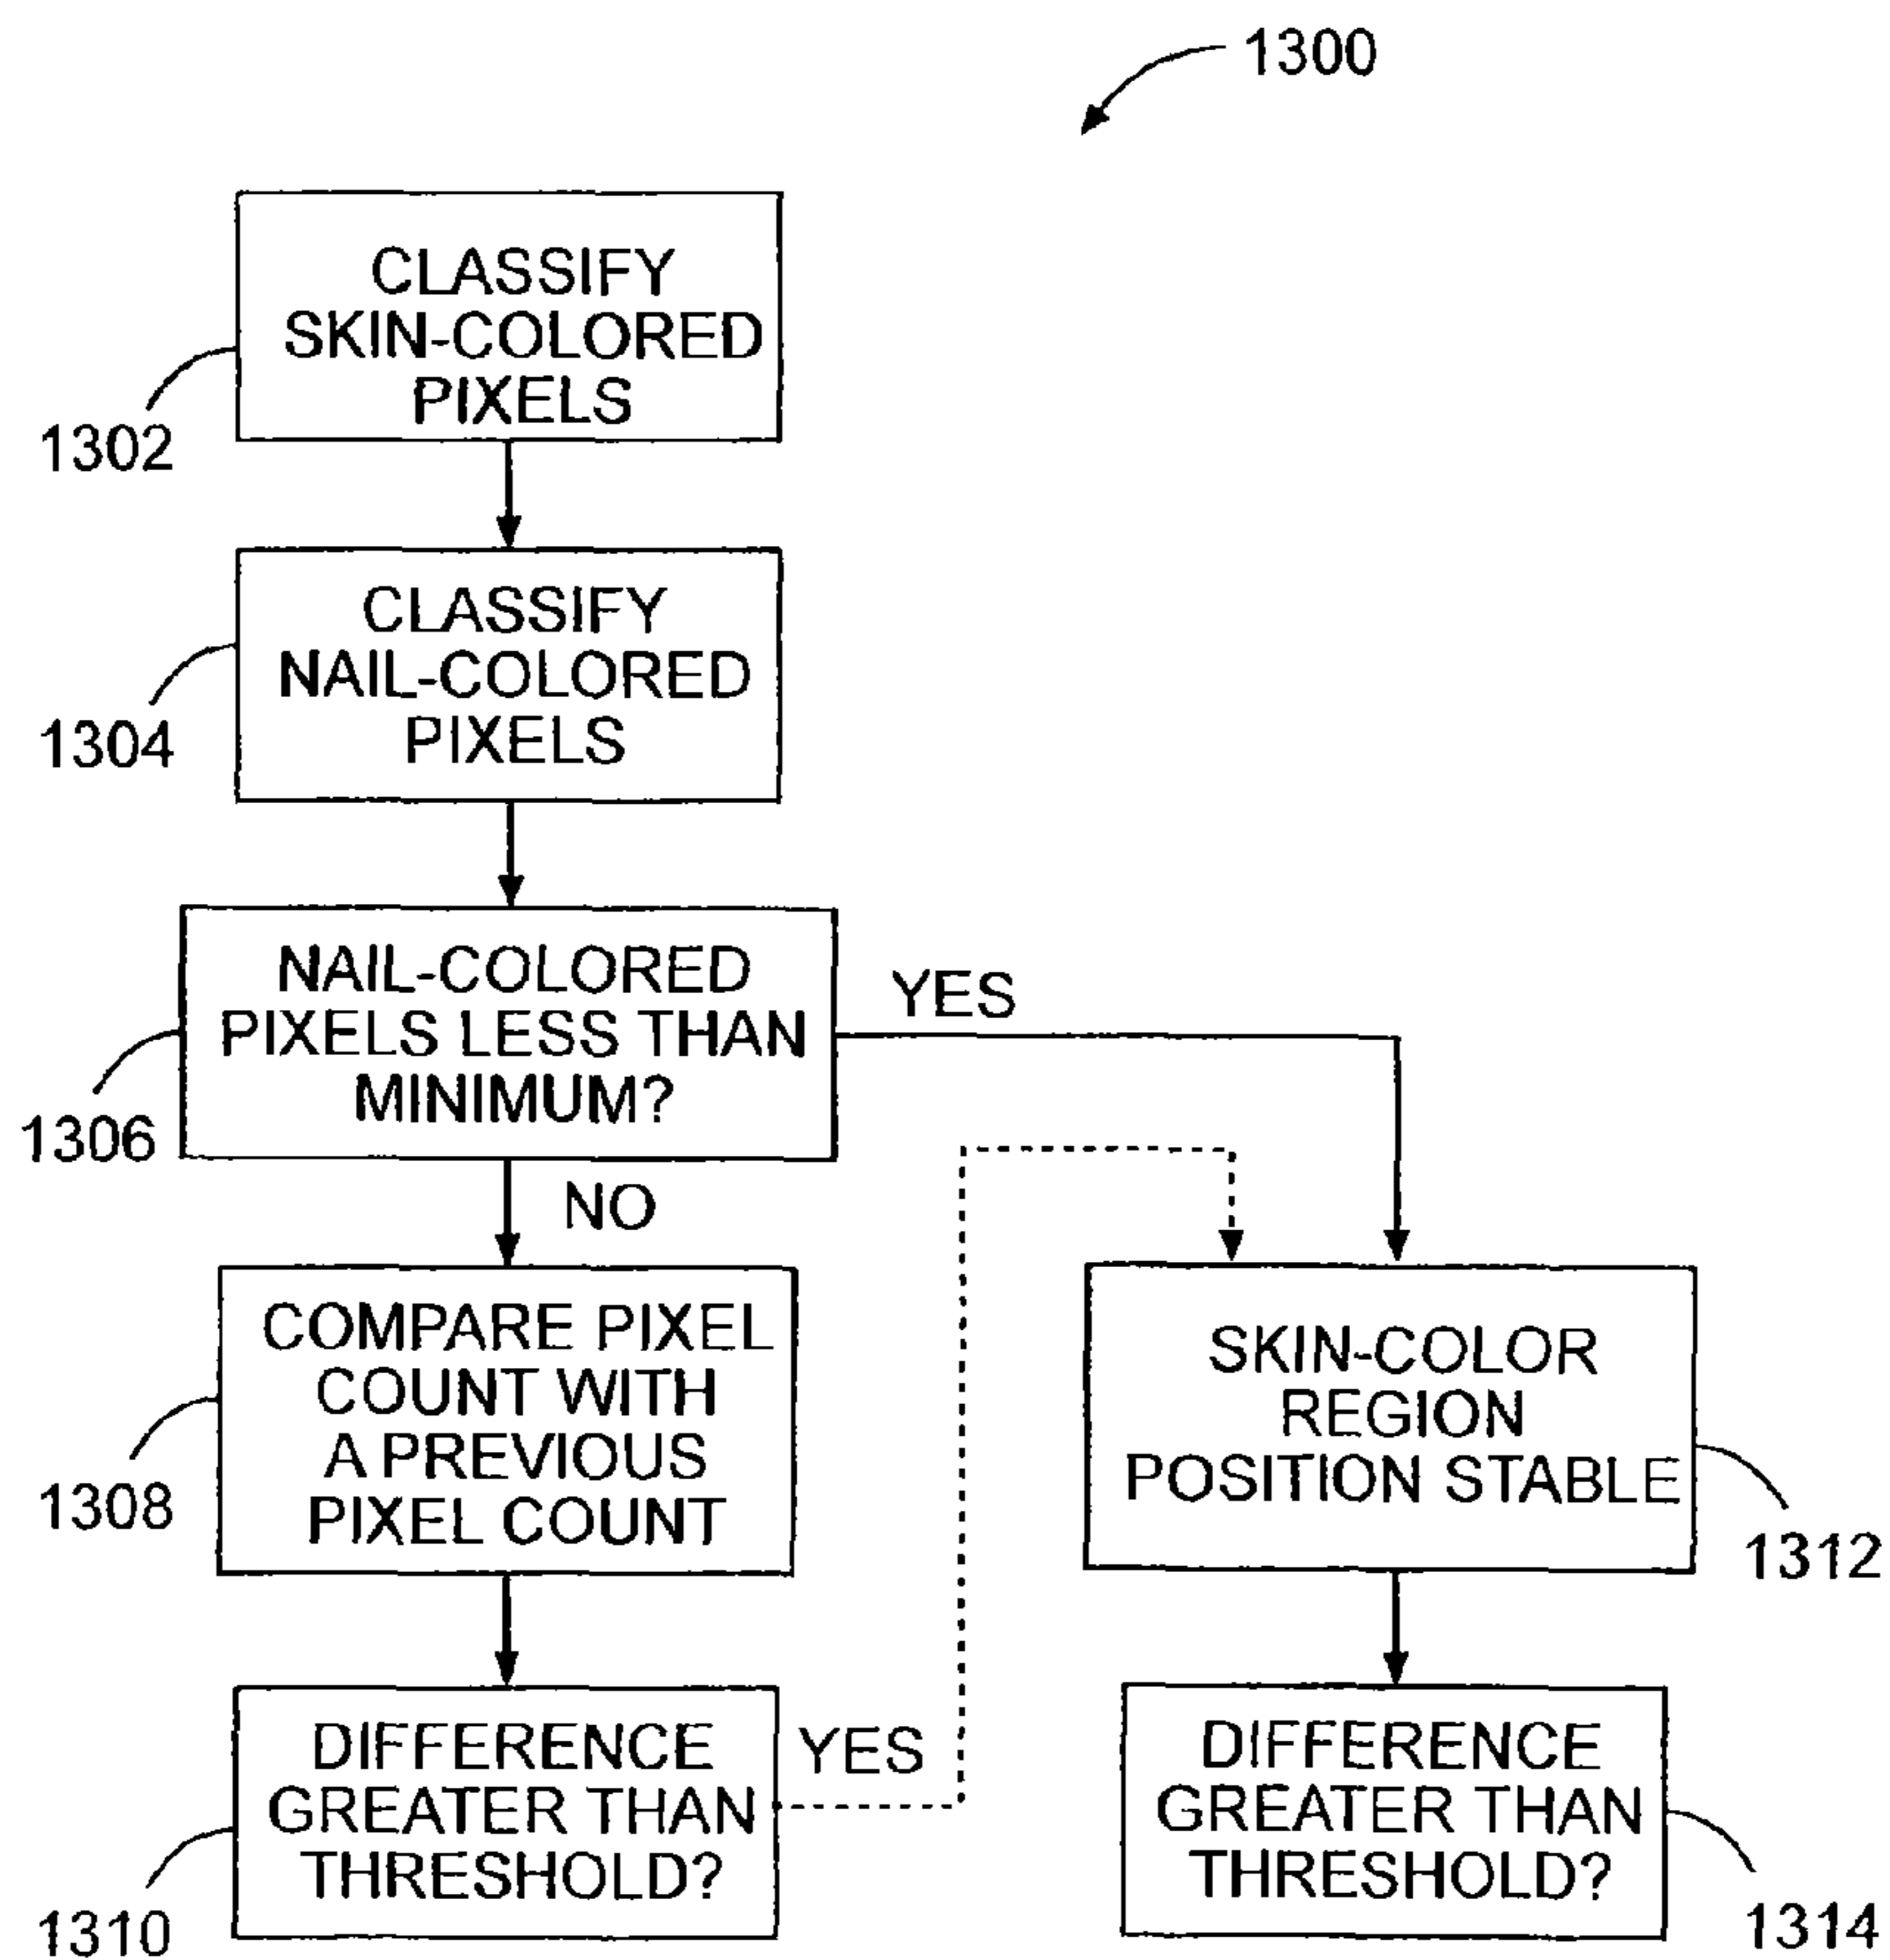 1300
CLASSIFY
SKIN-COLORED
PIXELS
1302
CLASSIFY
NAIL-COLORED
PIXELS
1304
NAIL-COLORED
PIXELS LESS THAN
MINIMUM?
1306
YES
NO
COMPARE PIXEL
COUNT WITH
A PREVIOUS
PIXEL COUNT
1308
SKIN-COLOR
REGION
POSITION STABLE
1312
DIFFERENCE
GREATER THAN
THRESHOLD?
1310
YES
DIFFERENCE
GREATER THAN
THRESHOLD?
1314